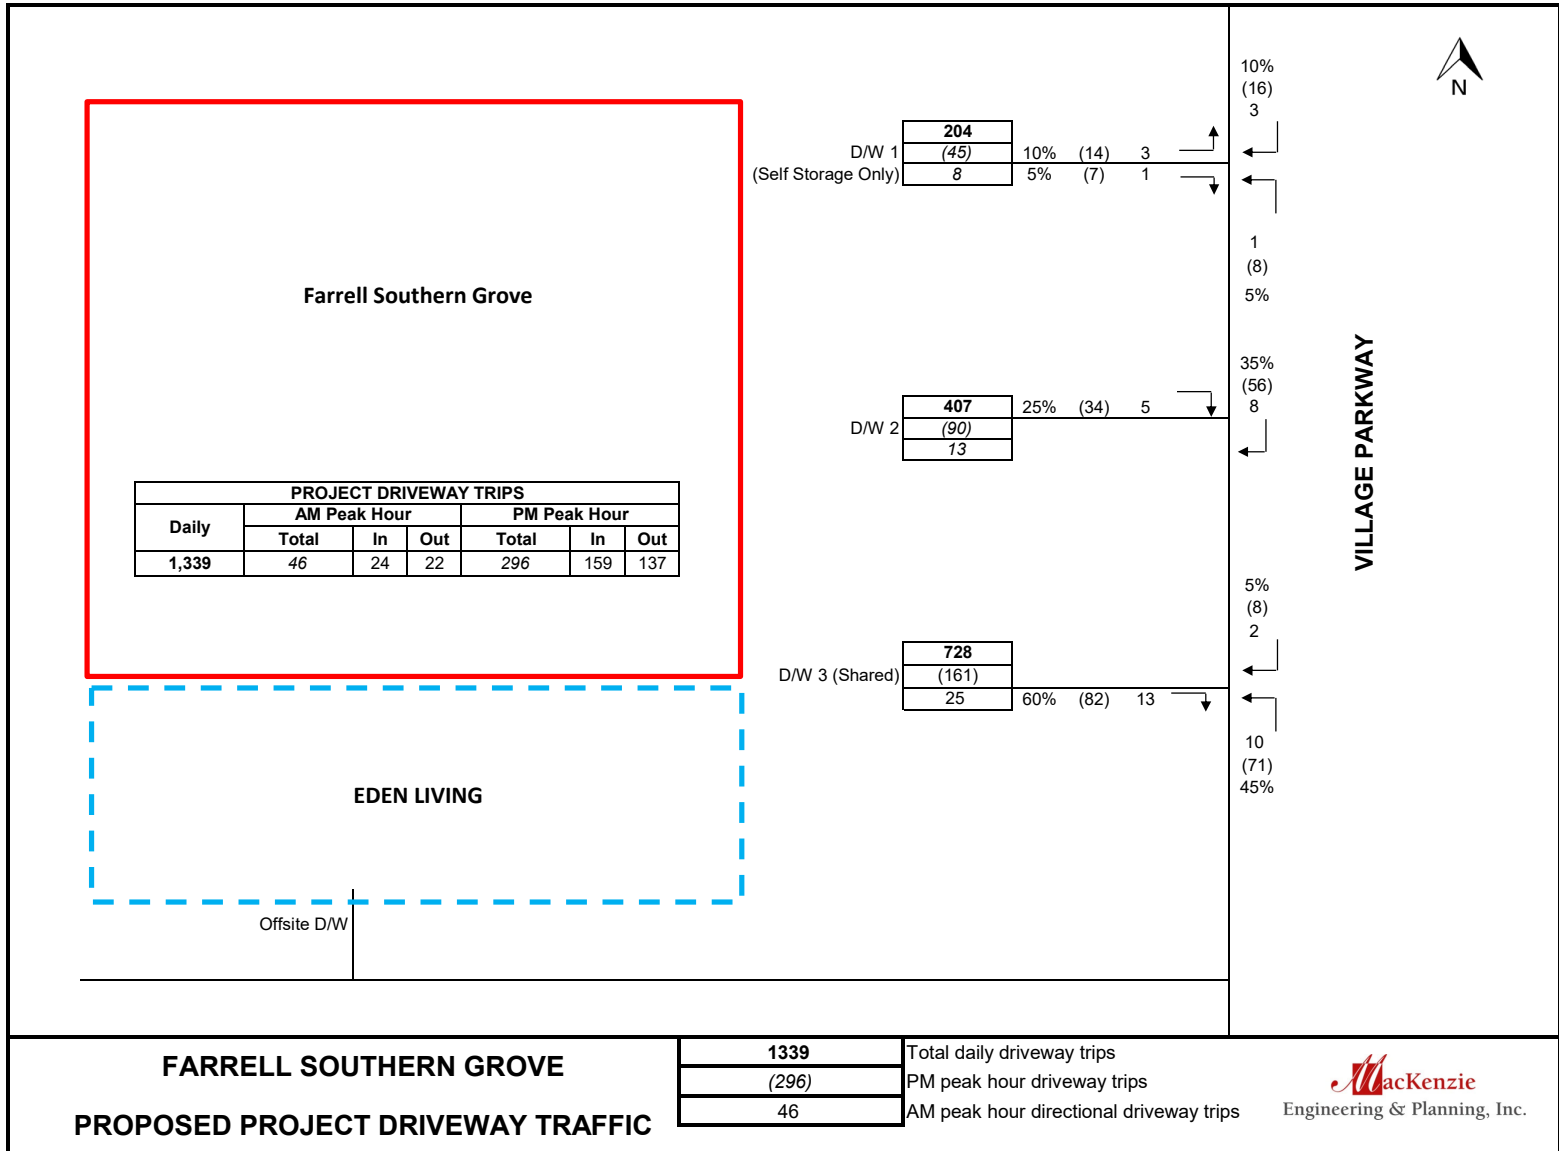 10%
(16)
3
N
204
D/W 1 (45) 10% (14) 3
(Self Storage Only) 8 5% (7) 1
1
(8)
5%
Farrell Southern Grove
35%
(56)
8
407 25% (34) 5
D/W 2 (90)
13
VILLAGE PARKWAY
PROJECT DRIVEWAY TRIPS
Daily AM Peak Hour PM Peak Hour
Total In Out Total In Out
1,339 46 24 22 296 159 137
5%
(8)
2
728
D/W 3 (Shared) (161)
25 60% (82) 13
10
(71)
45%
EDEN LIVING
Offsite D/W
FARRELL SOUTHERN GROVE
PROPOSED PROJECT DRIVEWAY TRAFFIC
1339 Total daily driveway trips
(296) PM peak hour driveway trips
46 AM peak hour directional driveway trips
MacKenzie
Engineering & Planning, Inc.